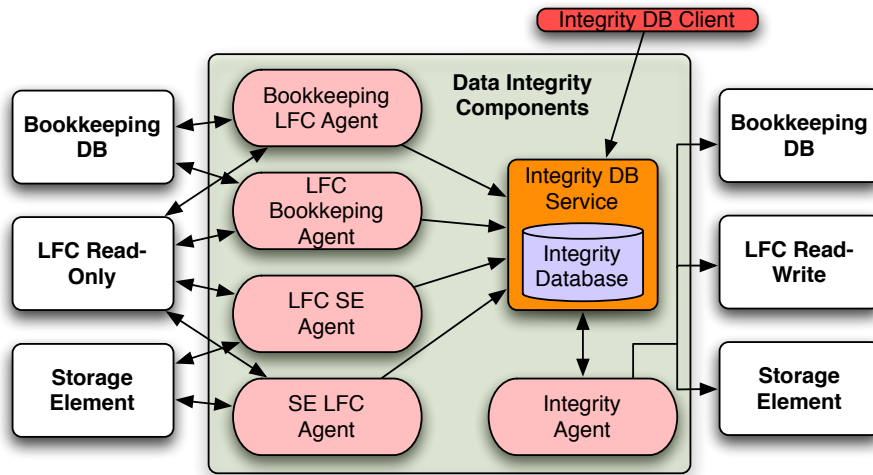 Integrity DB Client
Data Integrity
Components
Bookkeeping
DB
LFC Read-
Only
Storage
Element
Bookkeeping
LFC Agent
LFC
Bookkeping
Agent
LFC SE
Agent
SE LFC
Agent
Integrity DB
Service
Integrity
Database
Integrity
Agent
Bookkeeping
DB
LFC Read-
Write
Storage
Element